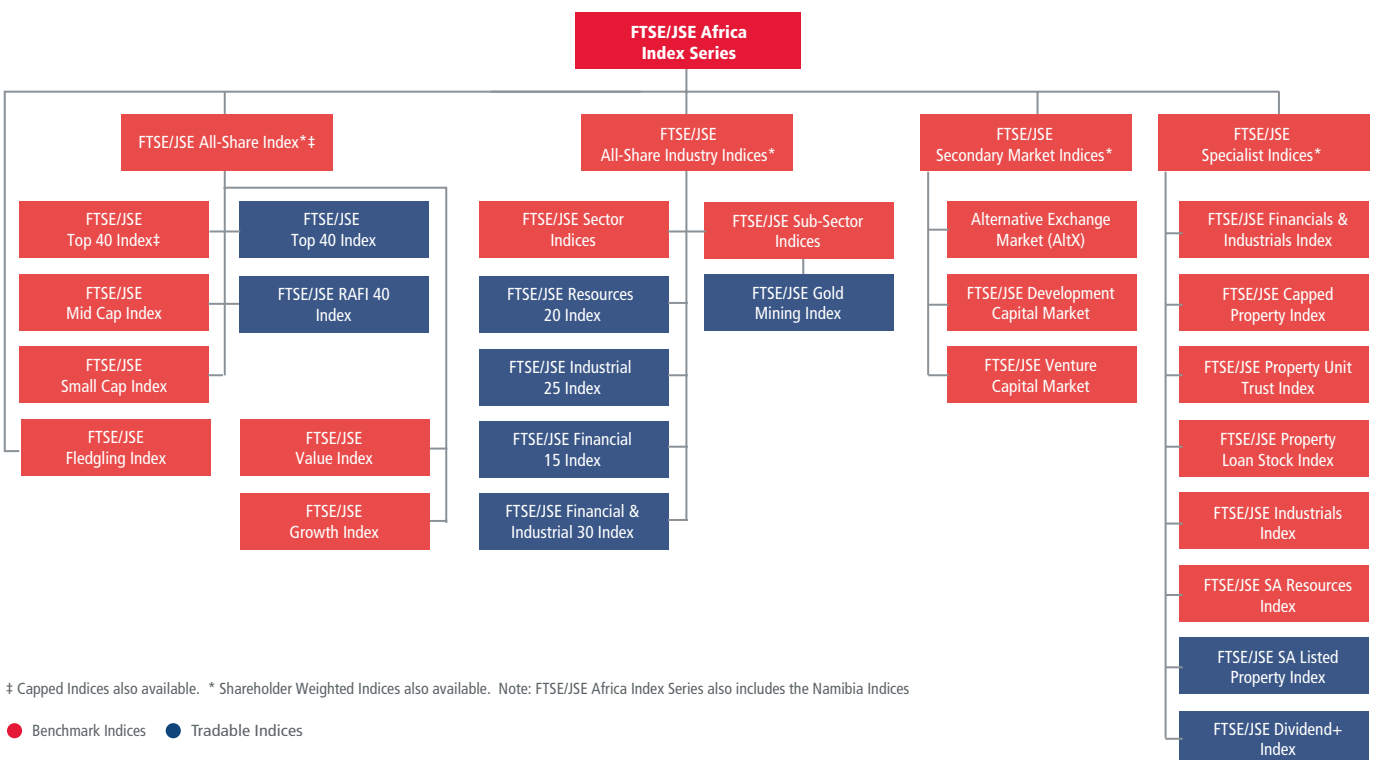 FTSE/JSE Africa
Index Series
FTSE/JSE All-Share Index*‡
FTSE/JSE
All-Share Industry Indices*
FTSE/JSE
Secondary Market Indices*
FTSE/JSE
Specialist Indices*
FTSE/JSE
Top 40 Index‡
FTSE/JSE
Top 40 Index
FTSE/JSE
Mid Cap Index
FTSE/JSE RAFI 40
Index
FTSE/JSE
Small Cap Index
FTSE/JSE
Fledgling Index
FTSE/JSE
Value Index
FTSE/JSE
Growth Index
FTSE/JSE Sector
Indices
FTSE/JSE Sub-Sector
Indices
FTSE/JSE Resources
20 Index
FTSE/JSE Gold
Mining Index
FTSE/JSE Industrial
25 Index
FTSE/JSE Financial
15 Index
FTSE/JSE Financial &
Industrial 30 Index
Alternative Exchange
Market (AltX)
FTSE/JSE Development
Capital Market
FTSE/JSE Venture
Capital Market
FTSE/JSE Financials &
Industrials Index
FTSE/JSE Capped
Property Index
FTSE/JSE Property Unit
Trust Index
FTSE/JSE Property
Loan Stock Index
FTSE/JSE Industrials
Index
FTSE/JSE SA Resources
Index
FTSE/JSE SA Listed
Property Index
FTSE/JSE Dividend+
Index
‡ Capped Indices also available. * Shareholder Weighted Indices also available. Note: FTSE/JSE Africa Index Series also includes the Namibia Indices
Benchmark Indices
Tradable Indices